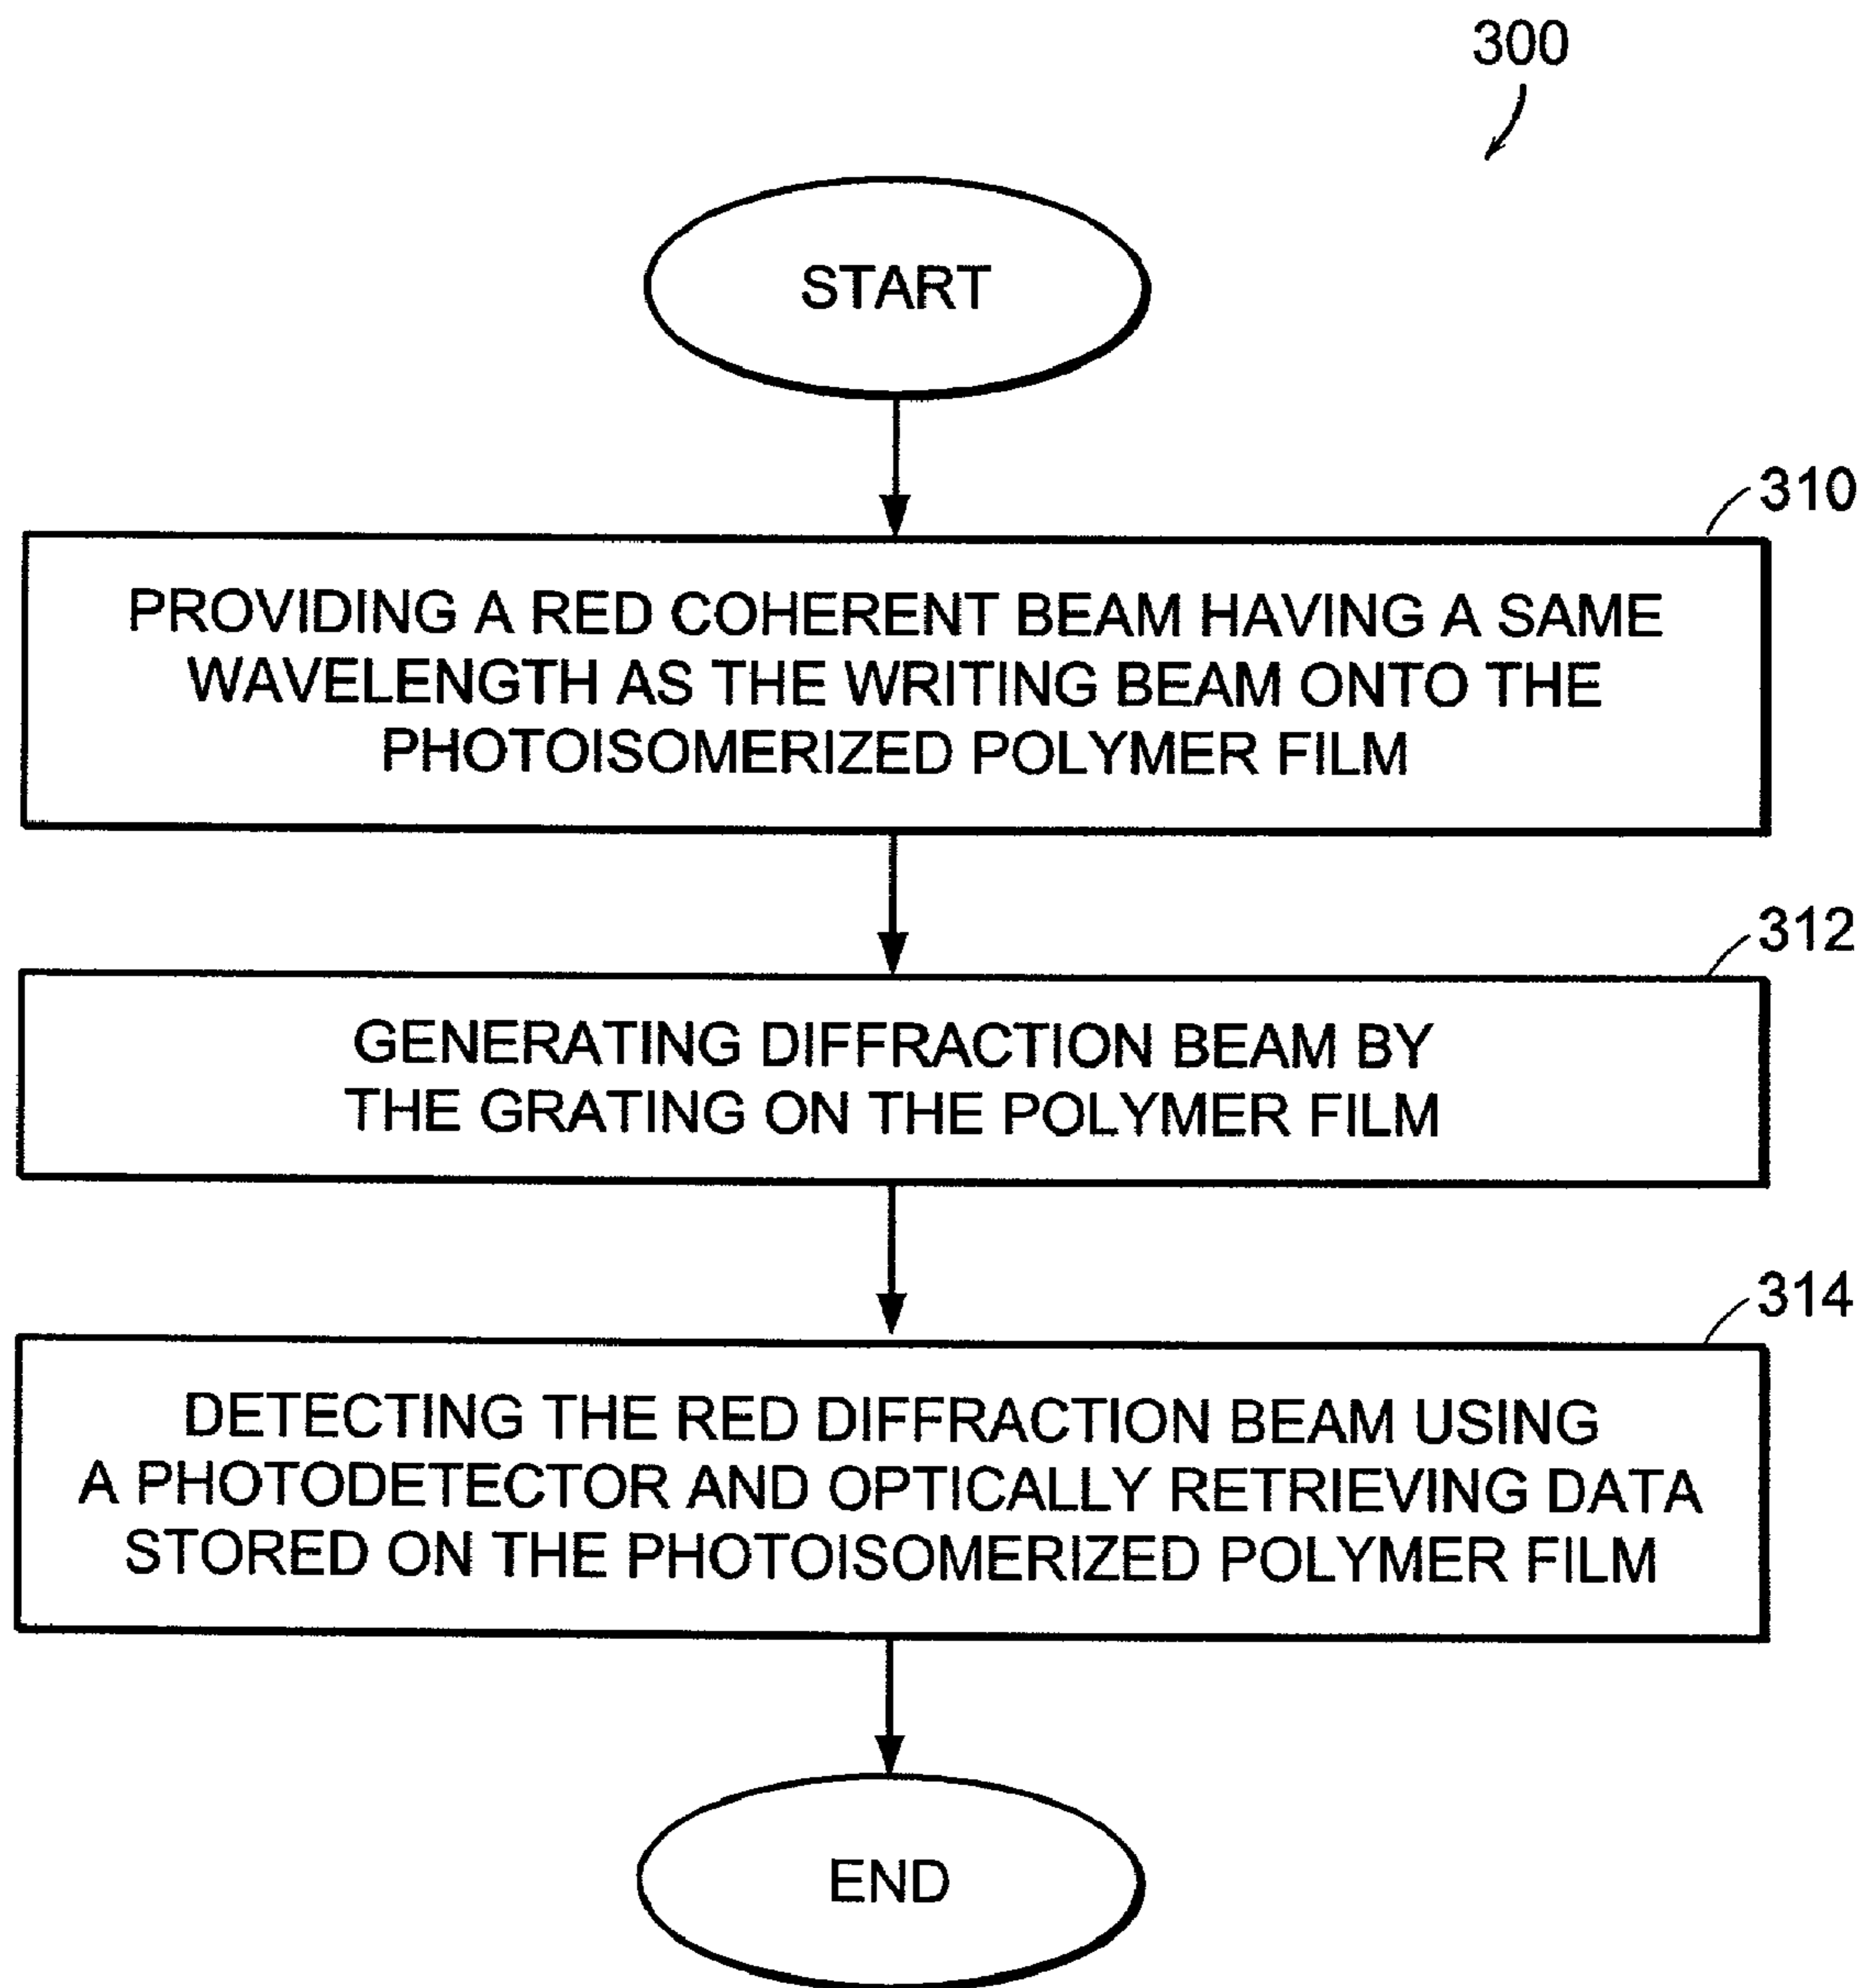 300
START
310
PROVIDING A RED COHERENT BEAM HAVING A SAME
WAVELENGTH AS THE WRITING BEAM ONTO THE
PHOTOISOMERIZED POLYMER FILM
312
GENERATING DIFFRACTION BEAM BY
THE GRATING ON THE POLYMER FILM
314
DETECTING THE RED DIFFRACTION BEAM USING
A PHOTODETECTOR AND OPTICALLY RETRIEVING DATA
STORED ON THE PHOTOISOMERIZED POLYMER FILM
END